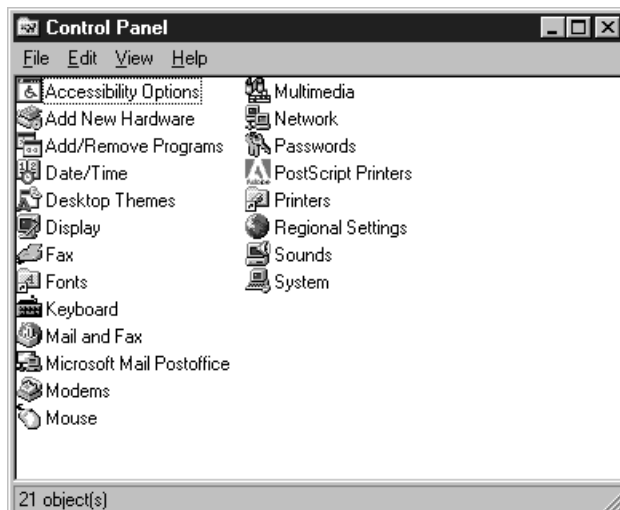 Control Panel
File Edit View Help
Accessibility Options
Add New Hardware
Add/Remove Programs
Date/Time
Desktop Themes
Display
Fax
Fonts
Keyboard
Mail and Fax
Microsoft Mail Postoffice
Modems
Mouse
Multimedia
Network
Passwords
PostScript Printers
Printers
Regional Settings
Sounds
System
21 object(s)